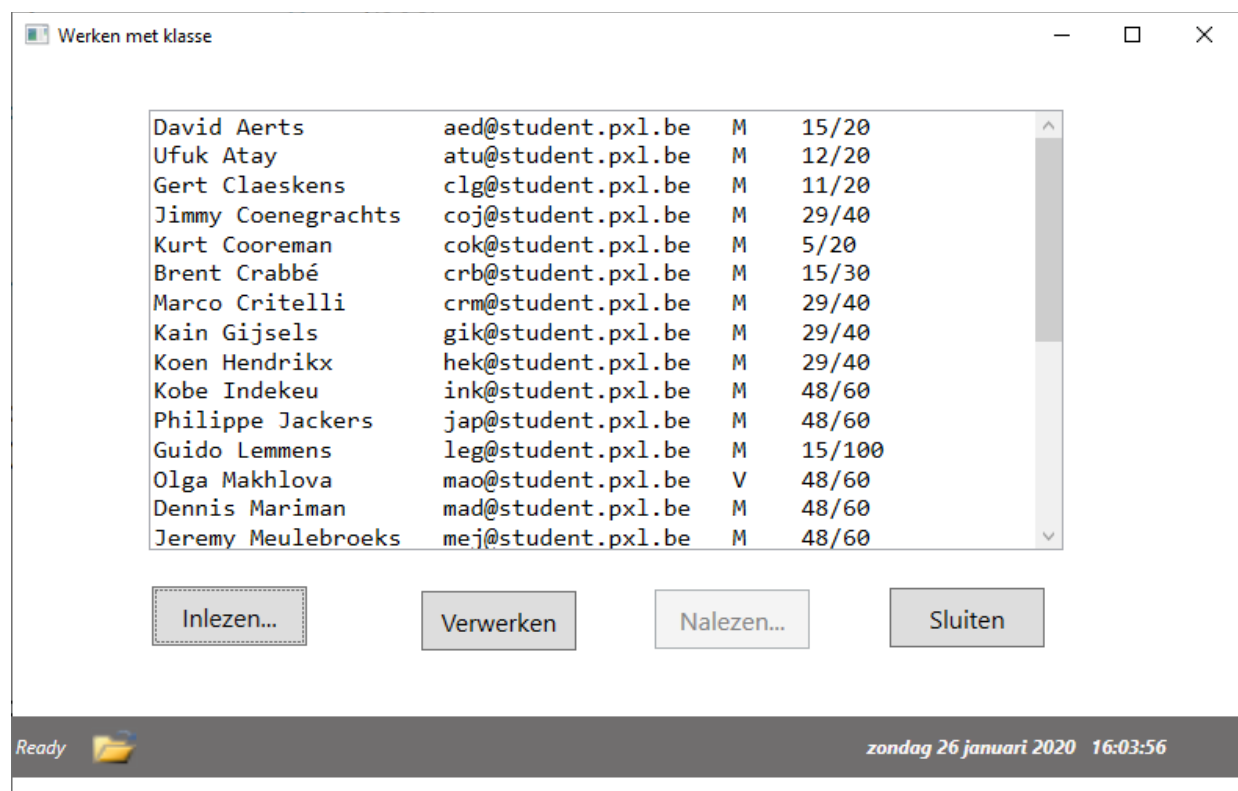 Werken met klasse
David Aerts aed@student.pxl.be M 15/20
Ufuk Atay atu@student.pxl.be M 12/20
Gert Claeskens clg@student.pxl.be M 11/20
Jimmy Coenegrachts coj@student.pxl.be M 29/40
Kurt Cooreman cok@student.pxl.be M 5/20
Brent Crabbé crb@student.pxl.be M 15/30
Marco Critelli crm@student.pxl.be M 29/40
Kain Gijsels gik@student.pxl.be M 29/40
Koen Hendrikx hek@student.pxl.be M 29/40
Kobe Indekeu ink@student.pxl.be M 48/60
Philippe Jackers jap@student.pxl.be M 48/60
Guido Lemmens leg@student.pxl.be M 15/100
Olga Makhlova mao@student.pxl.be V 48/60
Dennis Mariman mad@student.pxl.be M 48/60
Jeremy Meulebroeks mej@student.pxl.be M 48/60
Inlezen... Verwerken Nalezen... Sluiten
Ready zondag 26 januari 2020 16:03:56